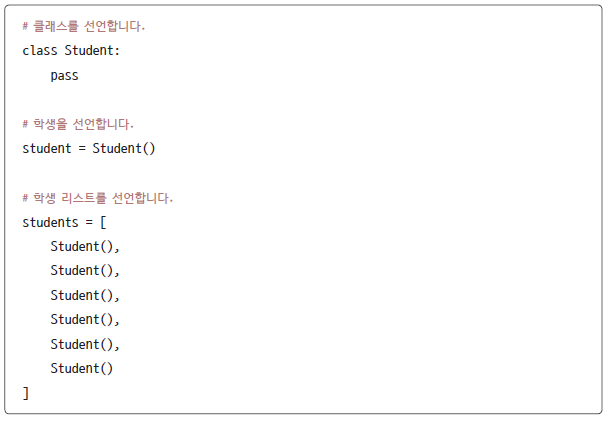 # 클래스를 선언합니다.
class Student:
    pass

# 학생을 선언합니다.
student = Student()

# 학생 리스트를 선언합니다.
students = [
    Student(),
    Student(),
    Student(),
    Student(),
    Student(),
    Student()
]